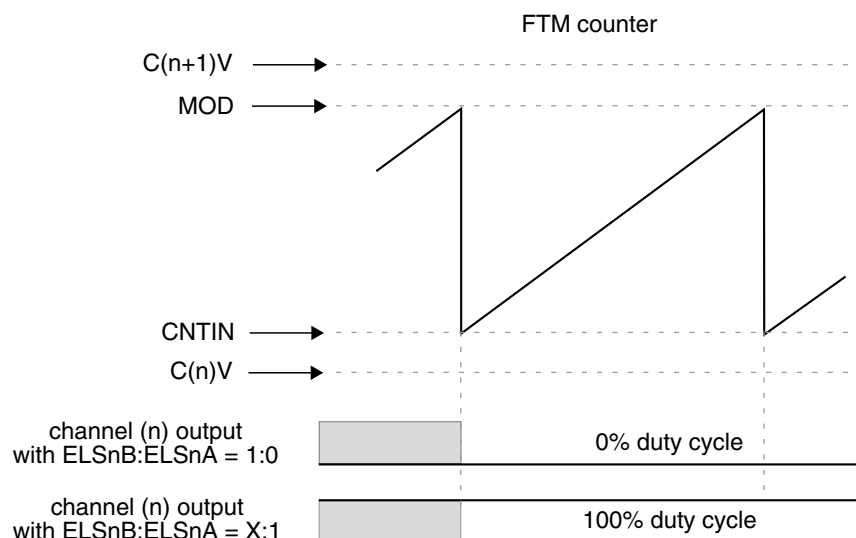 FTM counter
C(n+1)V
MOD
CNTIN
C(n)V
channel (n) output
with ELSnB:ELSnA = 1:0
0% duty cycle
channel (n) output
with ELSnB:ELSnA = X:1
100% duty cycle